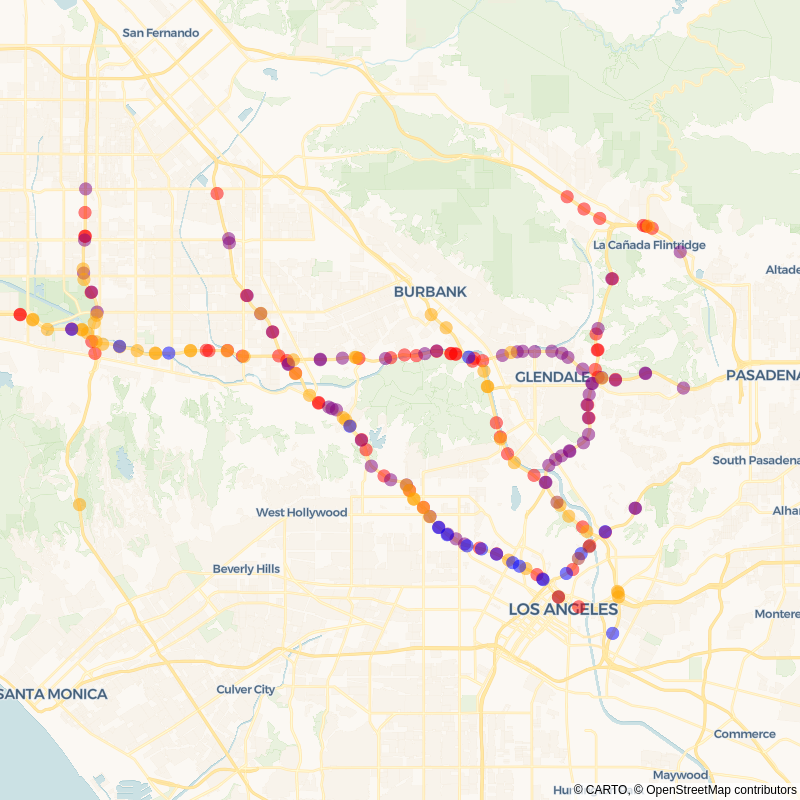 San Fernando
La Cañada Flintridge
Altade
BURBANK
GLENDALE
PASADENA
South Pasadena
Alha
West Hollywood
Beverly Hills
LOS ANGELES
Montere
Culver City
SANTA MONICA
Commerce
Maywood
Hu
© CARTO, © OpenStreetMap contributors